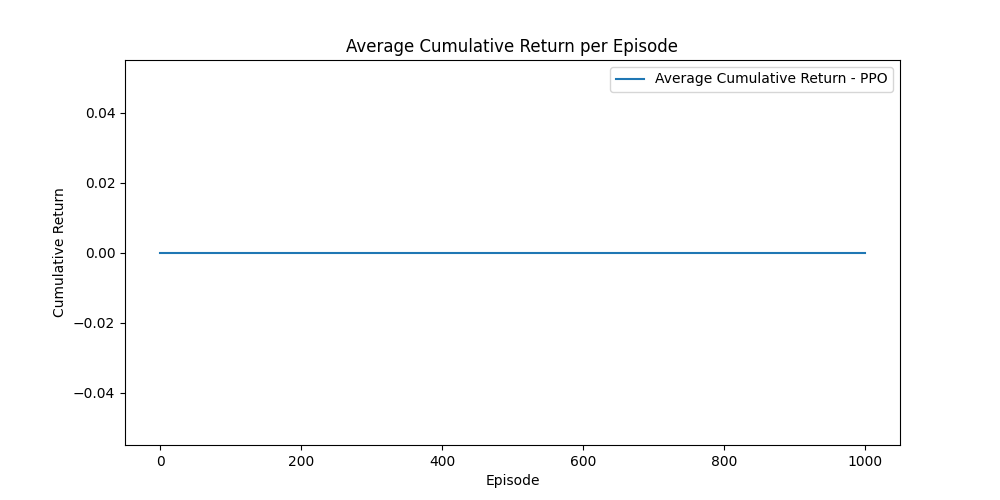 Average Cumulative Return per Episode
Average Cumulative Return - PPO
Cumulative Return
0.04
0.02
0.00
−0.02
−0.04
0 200 400 600 800 1000
Episode